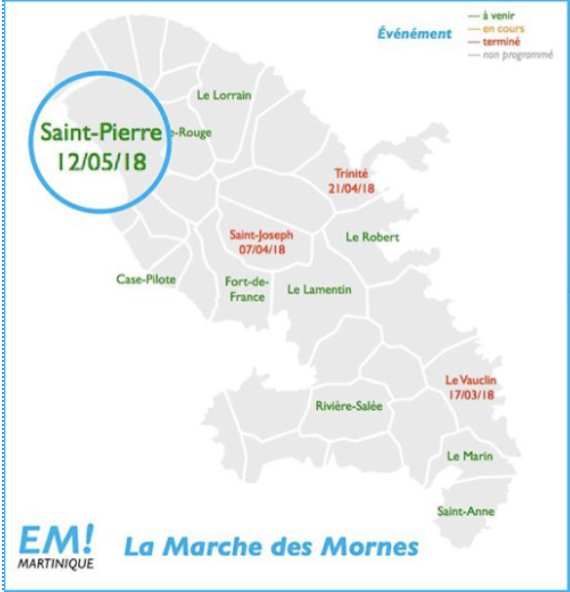 Événement
à venir
en cours
terminé
non programmé
Le Lorrain
Saint-Pierre
12/05/18
e-Rouge
Trinité
21/04/18
Saint-Joseph
07/04/18
Le Robert
Case-Pilote
Fort-de-
France
Le Lamentin
Le Vauclin
17/03/18
Rivière-Salée
Le Marin
Saint-Anne
EM!
MARTINIQUE
La Marche des Mornes